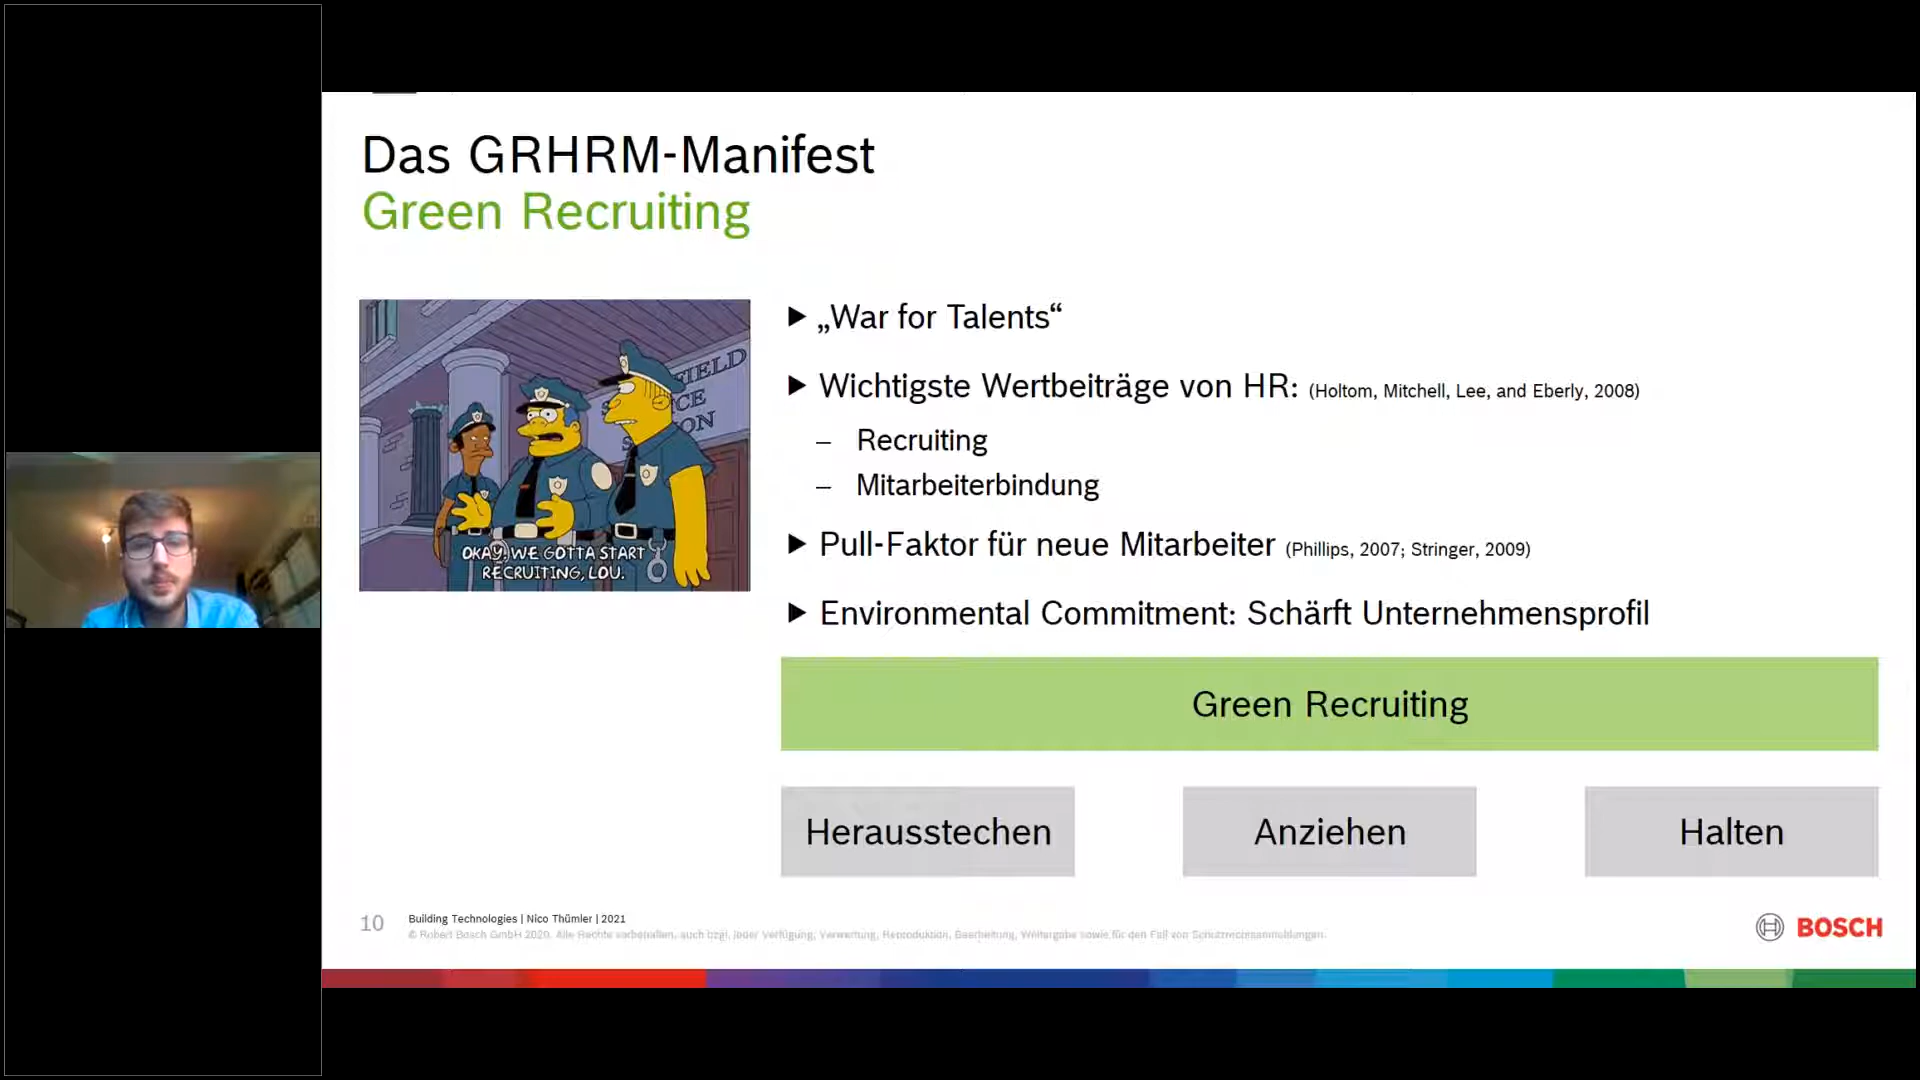 Das GRHRM-Manifest
Green Recruiting
FIELD
CE
ION
OKAY, WE GOTTA START
RECRUITING, LOU.
▶ „War for Talents“
▶ Wichtigste Wertbeiträge von HR: (Holtom, Mitchell, Lee, and Eberly, 2008)
– Recruiting
– Mitarbeiterbindung
▶ Pull-Faktor für neue Mitarbeiter (Phillips, 2007; Stringer, 2009)
▶ Environmental Commitment: Schärft Unternehmensprofil
Green Recruiting
Herausstechen
Anziehen
Halten
10
Building Technologies | Nico Thümler | 2021
© Robert Bosch GmbH 2020. Alle Rechte vorbehalten, auch bzgl. jeder Verfügung, Verwertung, Reproduktion, Bearbeitung, Weitergabe sowie für den Fall von Schutzrechtsanmeldungen.
BOSCH